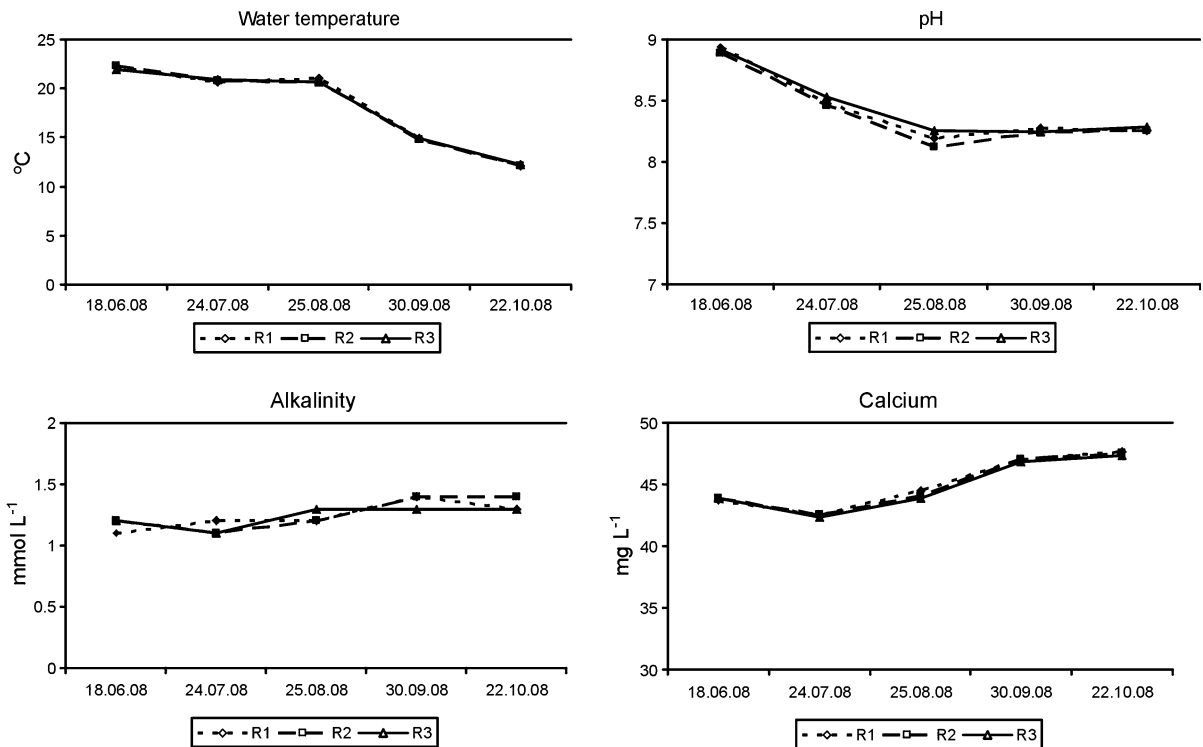 Water temperature
25
20
15
10
5
0
ºC
18.06.08 24.07.08 25.08.08 30.09.08 22.10.08
R1 R2 R3
pH
9
8.5
8
7.5
7
18.06.08 24.07.08 25.08.08 30.09.08 22.10.08
R1 R2 R3
Alkalinity
2
1.5
1
0.5
0
mmol L⁻¹
18.06.08 24.07.08 25.08.08 30.09.08 22.10.08
R1 R2 R3
Calcium
50
45
40
35
30
mg L⁻¹
18.06.08 24.07.08 25.08.08 30.09.08 22.10.08
R1 R2 R3